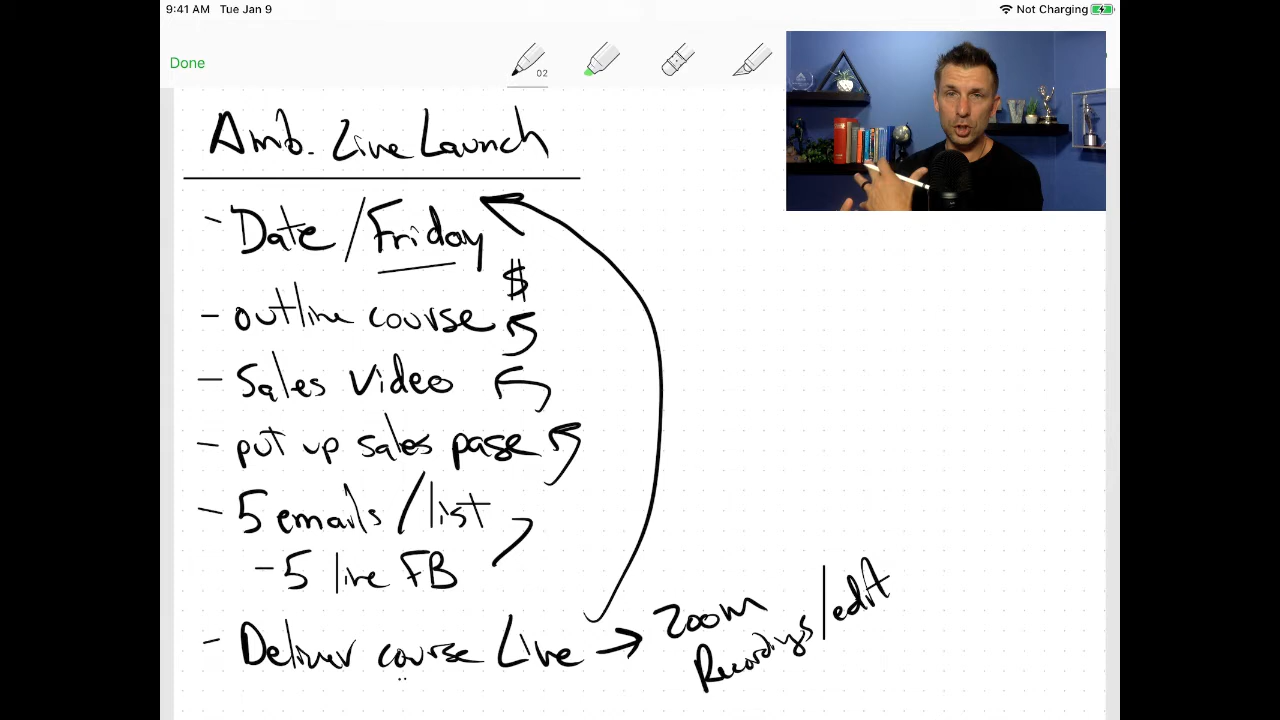 9:41 AM Tue Jan 9
Not Charging
Done
02
Amb. Live Launch
- Date / Friday
$
- outline course
- Sales Video
- put up sales page
- 5 emails / list
- 5 live FB
- Deliver course Live → Zoom
Recordings / edit